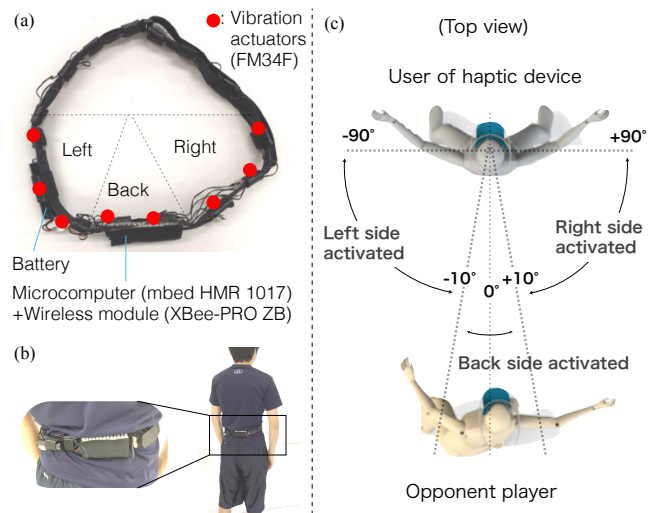 (a)
: Vibration
actuators
(FM34F)
Left
Right
Back
Battery
Microcomputer (mbed HMR 1017)
+Wireless module (XBee-PRO ZB)
(b)
(c)
(Top view)
User of haptic device
-90°
+90°
Left side
activated
Right side
activated
-10°
0°
+10°
Back side activated
Opponent player